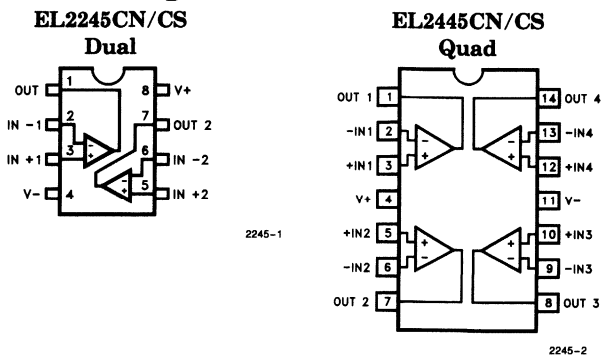 EL2245CN/CS
Dual
OUT 1 8 V+
IN -1 2 7 OUT 2
IN +1 3 6 IN -2
V- 4 5 IN +2
- + - +
2245-1
EL2445CN/CS
Quad
OUT 1 1 14 OUT 4
-IN1 2 - - 13 -IN4
+IN1 3 + + 12 +IN4
V+ 4 11 V-
+IN2 5 + + 10 +IN3
-IN2 6 - - 9 -IN3
OUT 2 7 8 OUT 3
2245-2